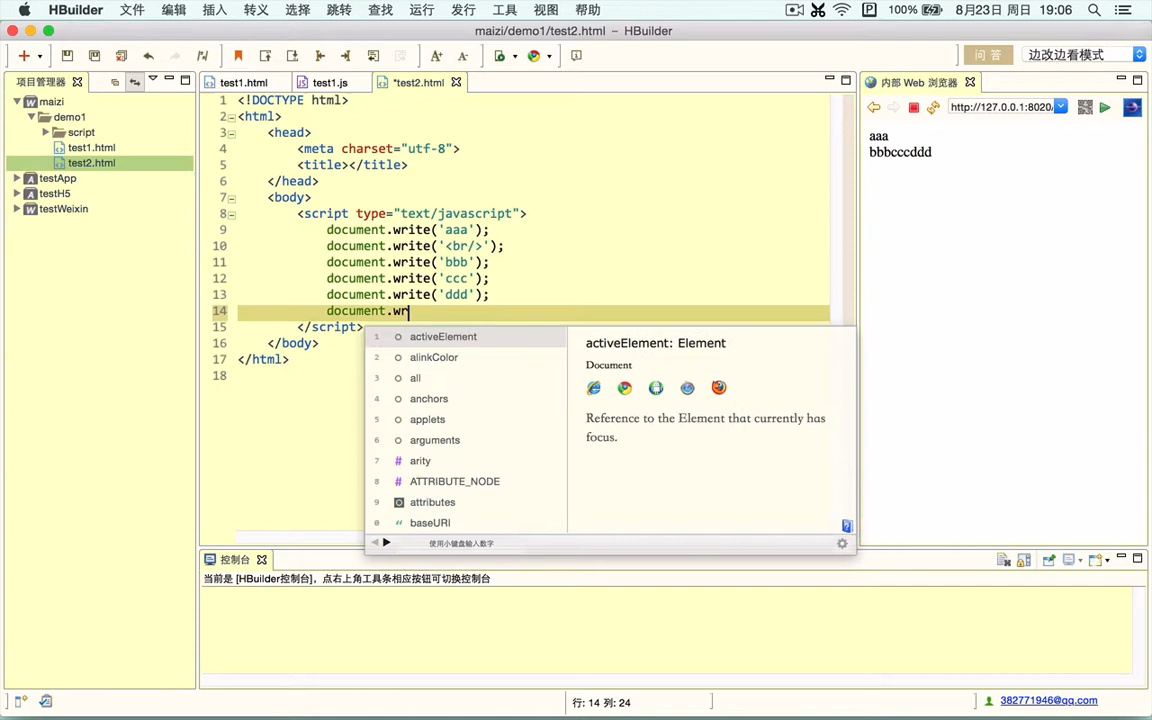 HBuilder 文件 编辑 插入 转义 选择 跳转 查找 运行 发行 工具 视图 帮助 100% 8月23日 周日 19:06
maizi/demo1/test2.html – HBuilder
问 答 边改边看模式
项目管理器
maizi
demo1
script
test1.html
test2.html
testApp
testH5
testWeixin
test1.html test1.js *test2.html
1 <!DOCTYPE html>
2 <html>
3 <head>
4 <meta charset="utf-8">
5 <title></title>
6 </head>
7 <body>
8 <script type="text/javascript">
9 document.write('aaa');
10 document.write('<br/>');
11 document.write('bbb');
12 document.write('ccc');
13 document.write('ddd');
14 document.wr
15 </script>
16 </body>
17 </html>
18
1 activeElement
2 alinkColor
3 all
4 anchors
5 applets
6 arguments
7 # arity
8 # ATTRIBUTE_NODE
9 attributes
0 baseURI
使用小键盘输入数字
activeElement: Element
Document
Reference to the Element that currently has
focus.
内部 Web 浏览器
http://127.0.0.1:8020/
aaa
bbbcccddd
控制台
当前是 [HBuilder控制台]，点右上角工具条相应按钮可切换控制台
行: 14 列: 24
382771946@qq.com